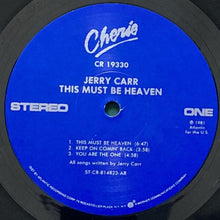 Cherie
CR 19330
JERRY CARR
THIS MUST BE HEAVEN
STEREO
ONE
℗ 1981
Atlantic
for the U.S.
1. THIS MUST BE HEAVEN (6:47)
2. KEEP ON COMIN' BACK (3:58)
3. YOU ARE THE ONE (4:58)
All songs written by Jerry Carr
ST CR-814823-AR